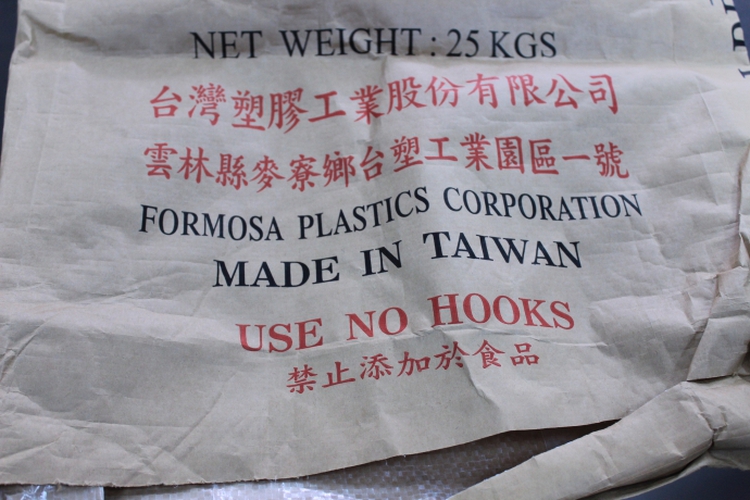 NET WEIGHT : 25 KGS
台灣塑膠工業股份有限公司
雲林縣麥寮鄉台塑工業園區一號
FORMOSA PLASTICS CORPORATION
MADE IN TAIWAN
USE NO HOOKS
禁止添加於食品